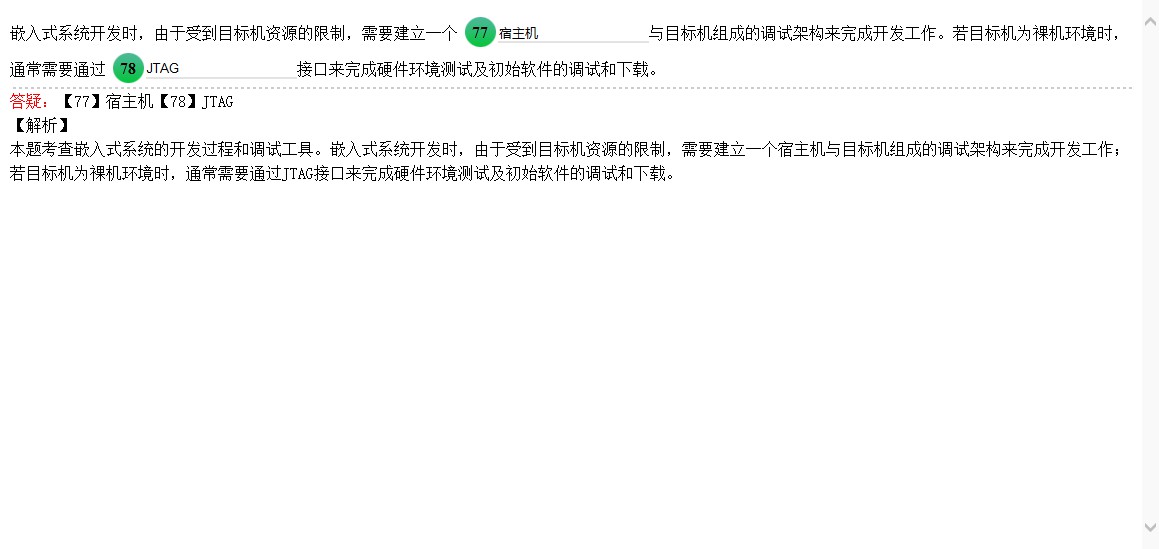 嵌入式系统开发时，由于受到目标机资源的限制，需要建立一个 77 宿主机 与目标机组成的调试架构来完成开发工作。若目标机为裸机环境时，
通常需要通过 78 JTAG 接口来完成硬件环境测试及初始软件的调试和下载。
答疑：【77】宿主机【78】JTAG
【解析】
本题考查嵌入式系统的开发过程和调试工具。嵌入式系统开发时，由于受到目标机资源的限制，需要建立一个宿主机与目标机组成的调试架构来完成开发工作；
若目标机为裸机环境时，通常需要通过JTAG接口来完成硬件环境测试及初始软件的调试和下载。